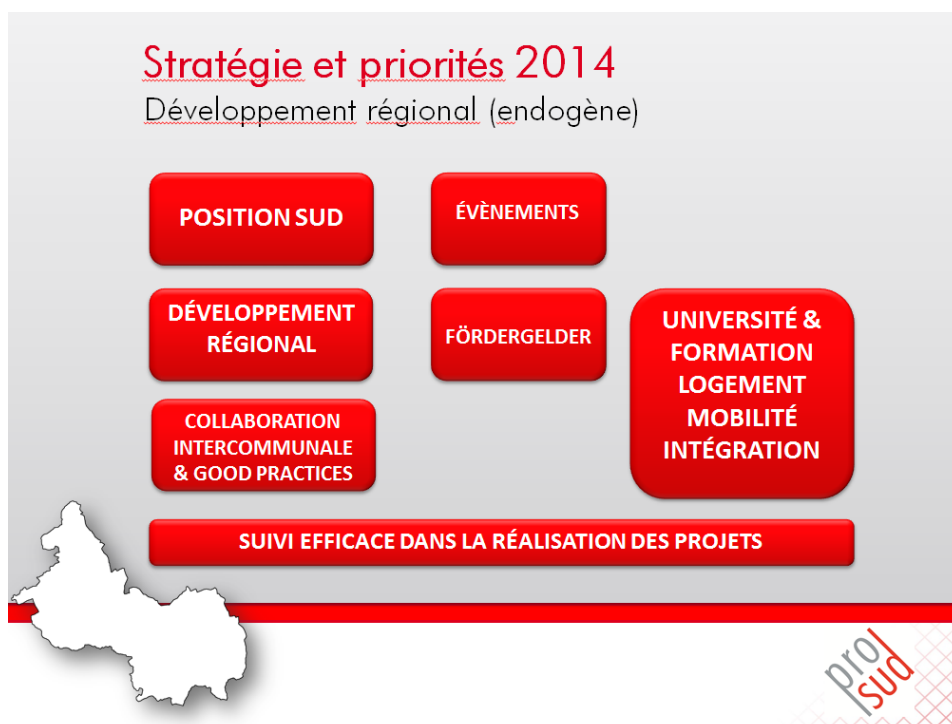 Stratégie et priorités 2014
Développement régional (endogène)
POSITION SUD
ÉVÈNEMENTS
DÉVELOPPEMENT
RÉGIONAL
FÖRDERGELDER
UNIVERSITÉ &
FORMATION
LOGEMENT
MOBILITÉ
INTÉGRATION
COLLABORATION
INTERCOMMUNALE
& GOOD PRACTICES
SUIVI EFFICACE DANS LA RÉALISATION DES PROJETS
pro
sud